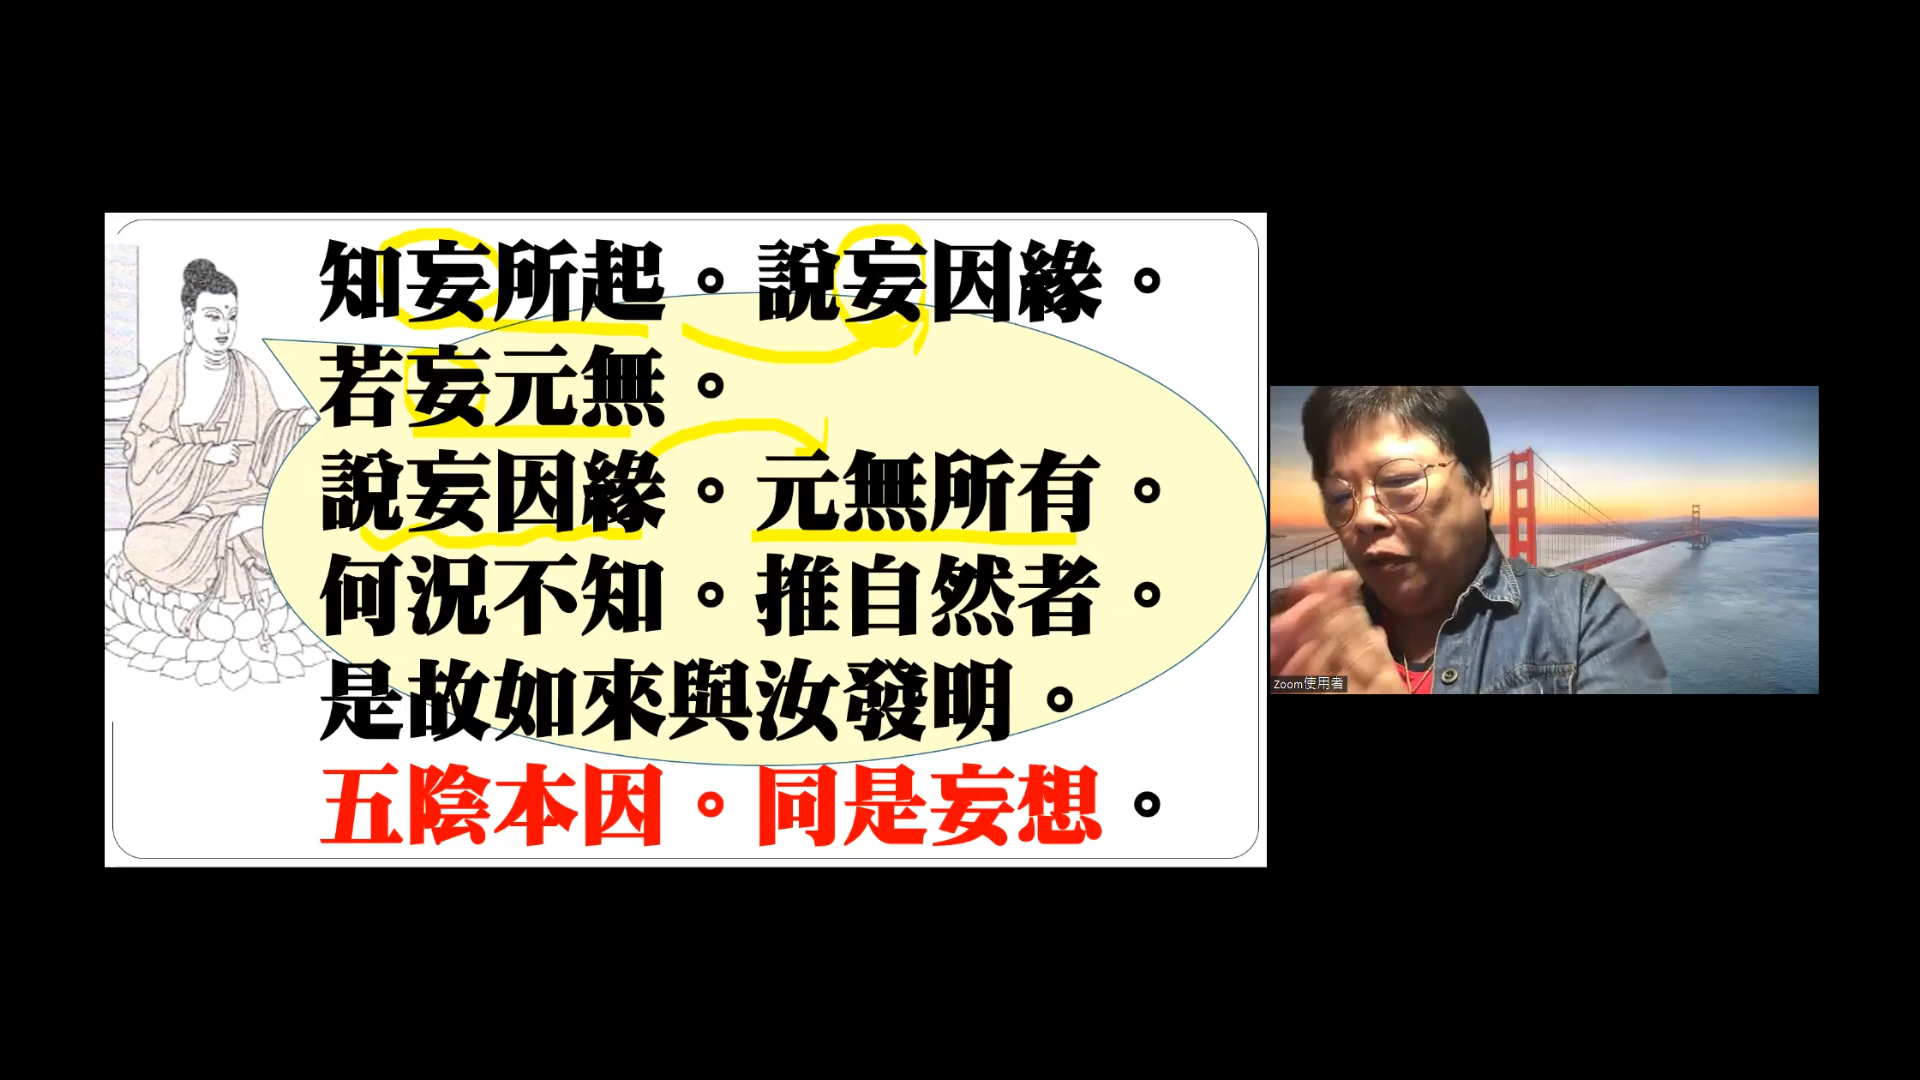 知妄所起。說妄因緣。
若妄元無。
說妄因緣。元無所有。
何況不知。推自然者。
是故如來與汝發明。
五陰本因。同是妄想。
Zoom使用者